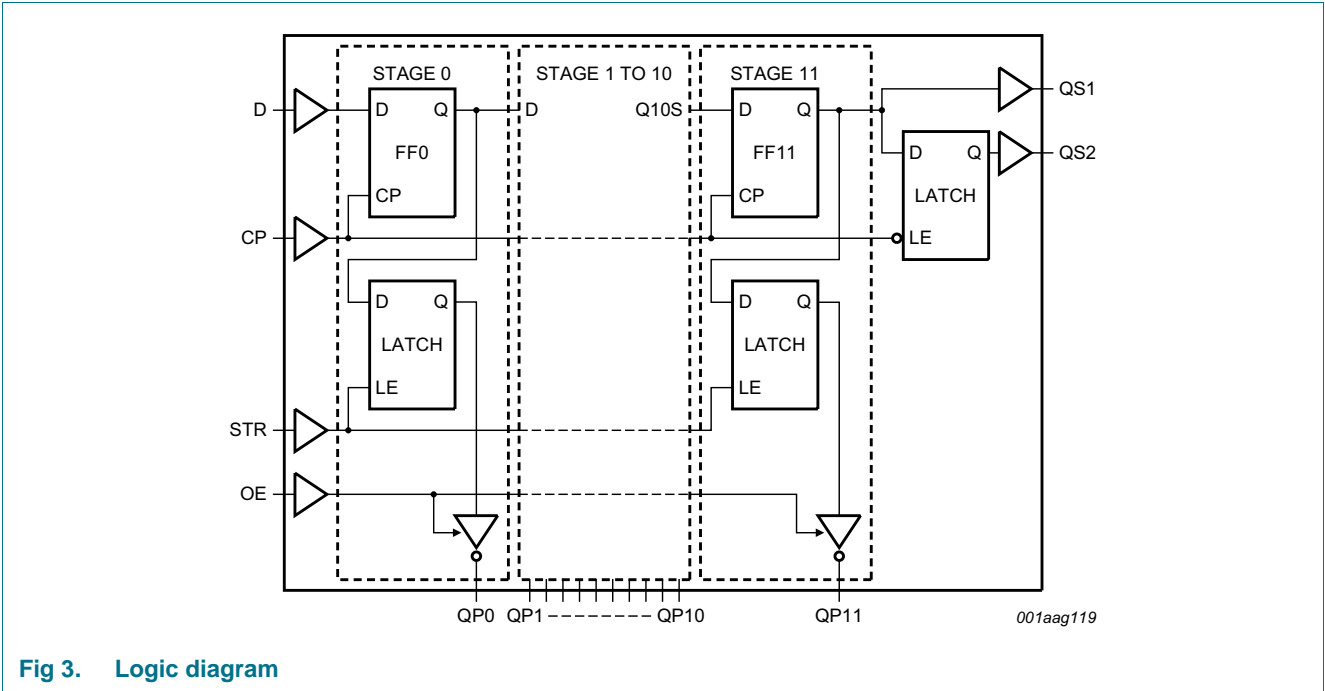 STAGE 0 STAGE 1 TO 10 STAGE 11
QS1
D D Q D Q10S D Q
FF0 FF11
D Q QS2
LATCH
CP CP
CP LE
D Q D Q
LATCH LATCH
LE LE
STR
OE
QP0 QP1 QP10 QP11
001aag119
Fig 3. Logic diagram